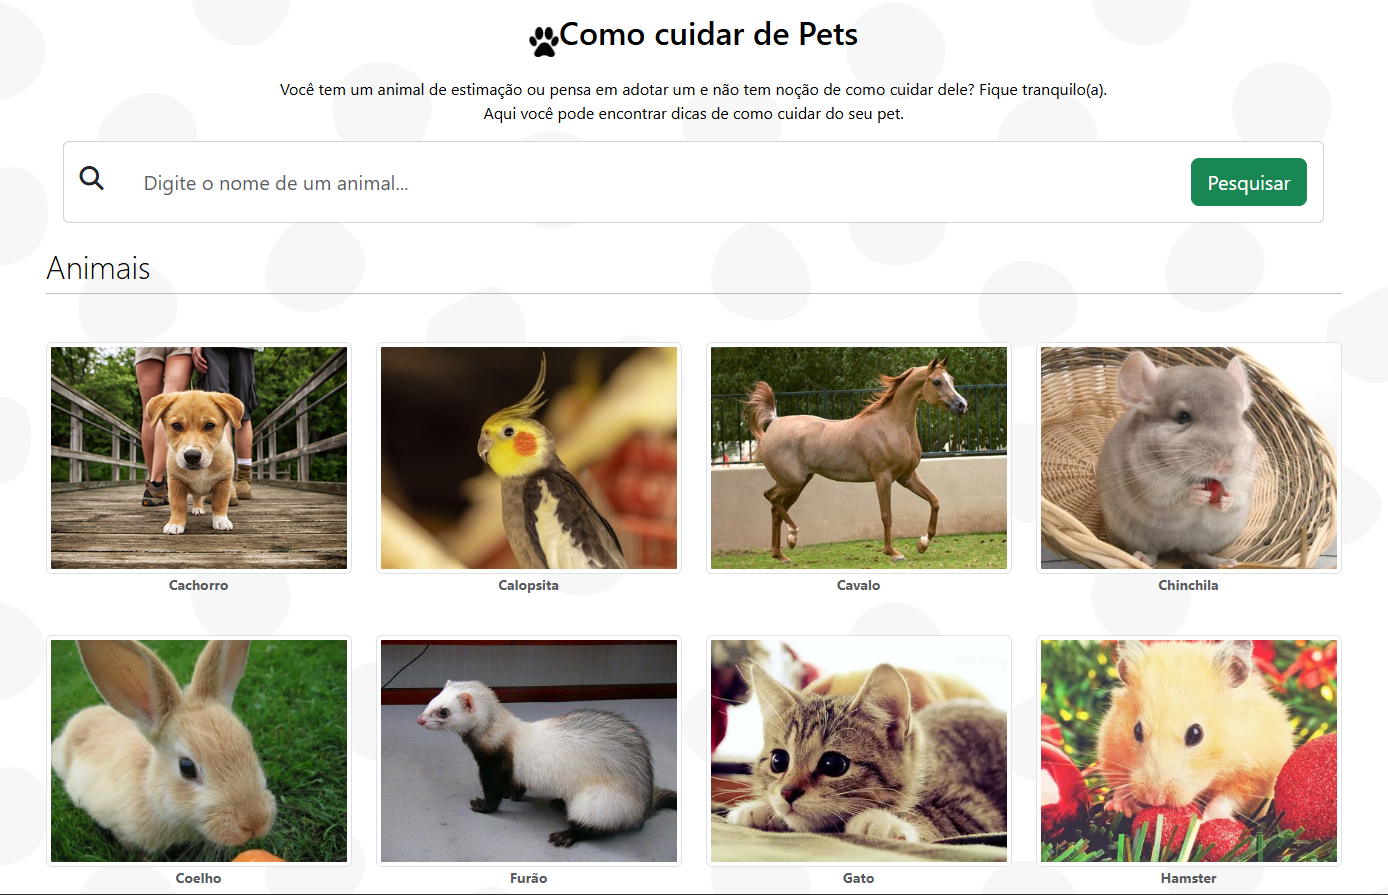 Como cuidar de Pets
Você tem um animal de estimação ou pensa em adotar um e não tem noção de como cuidar dele? Fique tranquilo(a).
Aqui você pode encontrar dicas de como cuidar do seu pet.
Digite o nome de um animal...
Pesquisar
Animais
Cachorro
Calopsita
Cavalo
Chinchila
Coelho
Furão
Gato
Hamster